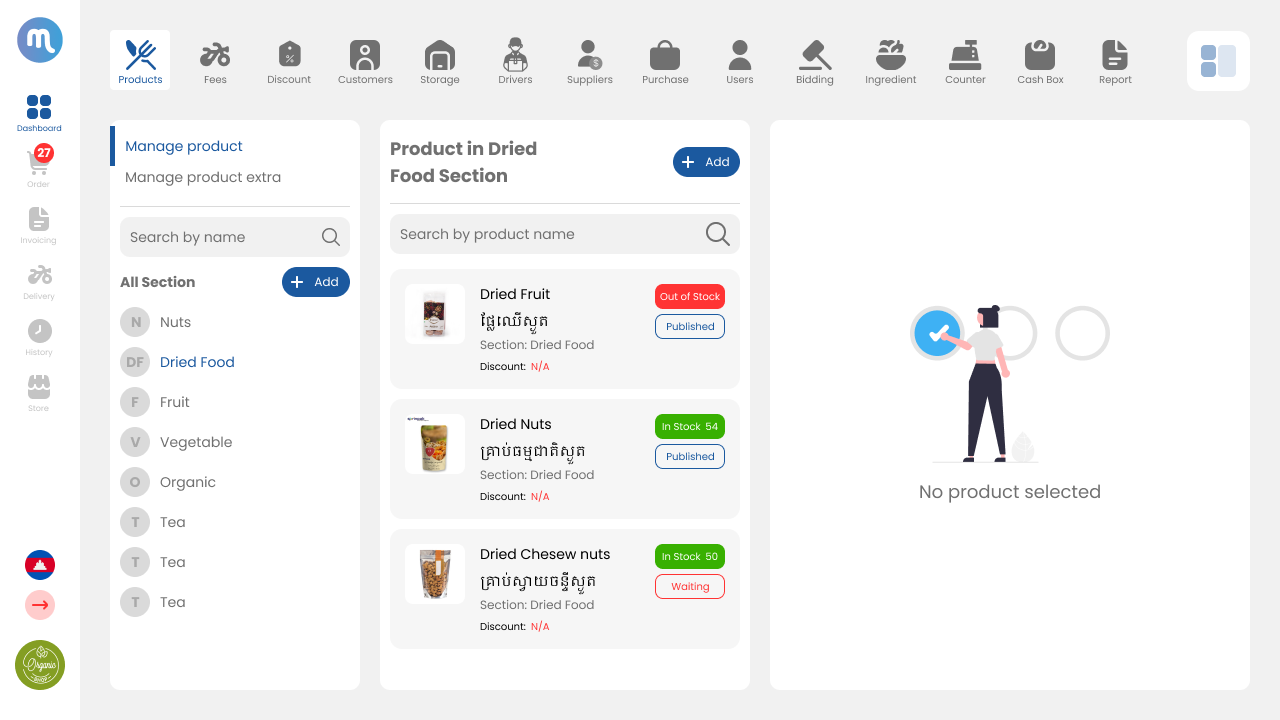 m
Dashboard
27
Order
Invoicing
Delivery
History
Store
Organic
SHOP
Products
Fees
Discount
Customers
Storage
Drivers
Suppliers
Purchase
Users
Bidding
Ingredient
Counter
Cash Box
Report
Manage product
Manage product extra
Search by name
All Section
+ Add
N Nuts
DF Dried Food
F Fruit
V Vegetable
O Organic
T Tea
T Tea
T Tea
Product in Dried
Food Section
+ Add
Search by product name
Dried Fruit
Out of Stock
ផ្លែឈើស្ងួត
Published
Section: Dried Food
Discount: N/A
Dried Nuts
In Stock 54
គ្រាប់ធម្មជាតិស្ងួត
Published
Section: Dried Food
Discount: N/A
Dried Chesew nuts
In Stock 50
គ្រាប់ស្វាយចន្ទីស្ងួត
Waiting
Section: Dried Food
Discount: N/A
No product selected